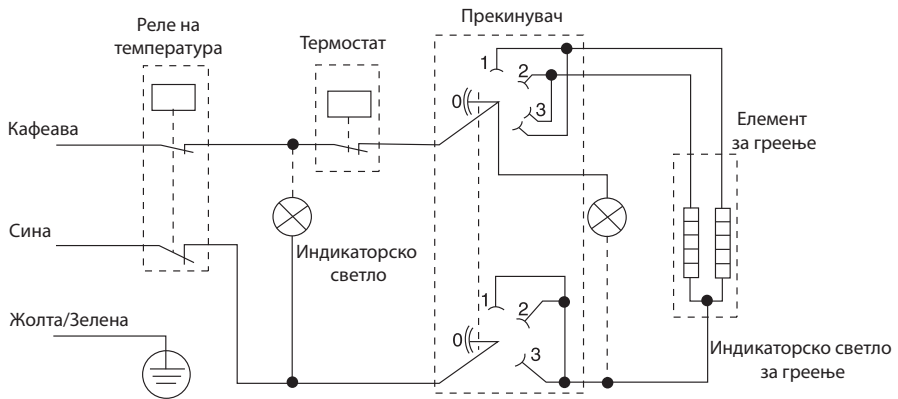 Прекинувач
Реле на
температура
Термостат
1
2
3
0
Кафеава
Елемент
за греење
Сина
Индикаторско
светло
1
2
3
0
Жолта/Зелена
Индикаторско светло
за греење